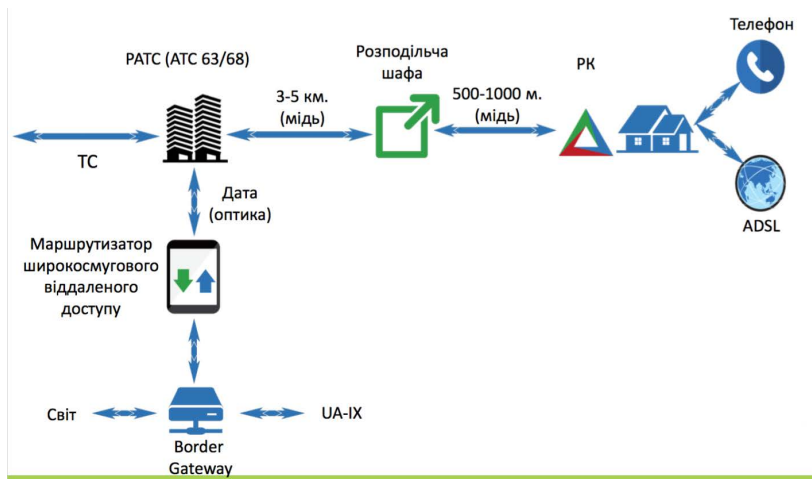 Телефон
РАТС (АТС 63/68)
Розподільча
шафа
РК
3-5 км.
(мідь)
500-1000 м.
(мідь)
ТС
ADSL
Дата
(оптика)
Маршрутизатор
широкосмугового
віддаленого
доступу
Світ
UA-IX
Border
Gateway